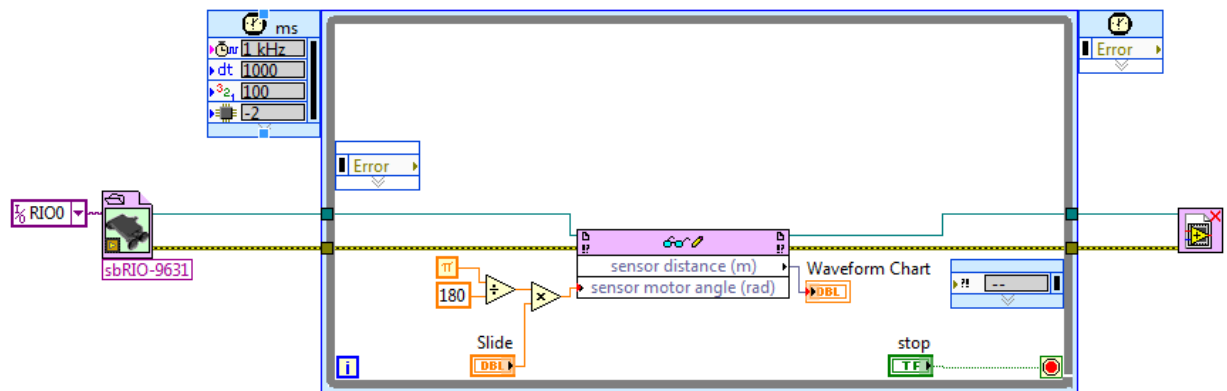 ms
1 kHz
dt 1000
321 100
-2
Error
Error
I/O RIO0
sbRIO-9631
?!
?!
sensor distance (m)
sensor motor angle (rad)
π
180
÷
x
Waveform Chart
DBL
?! --
Slide
DBL
stop
TF
i